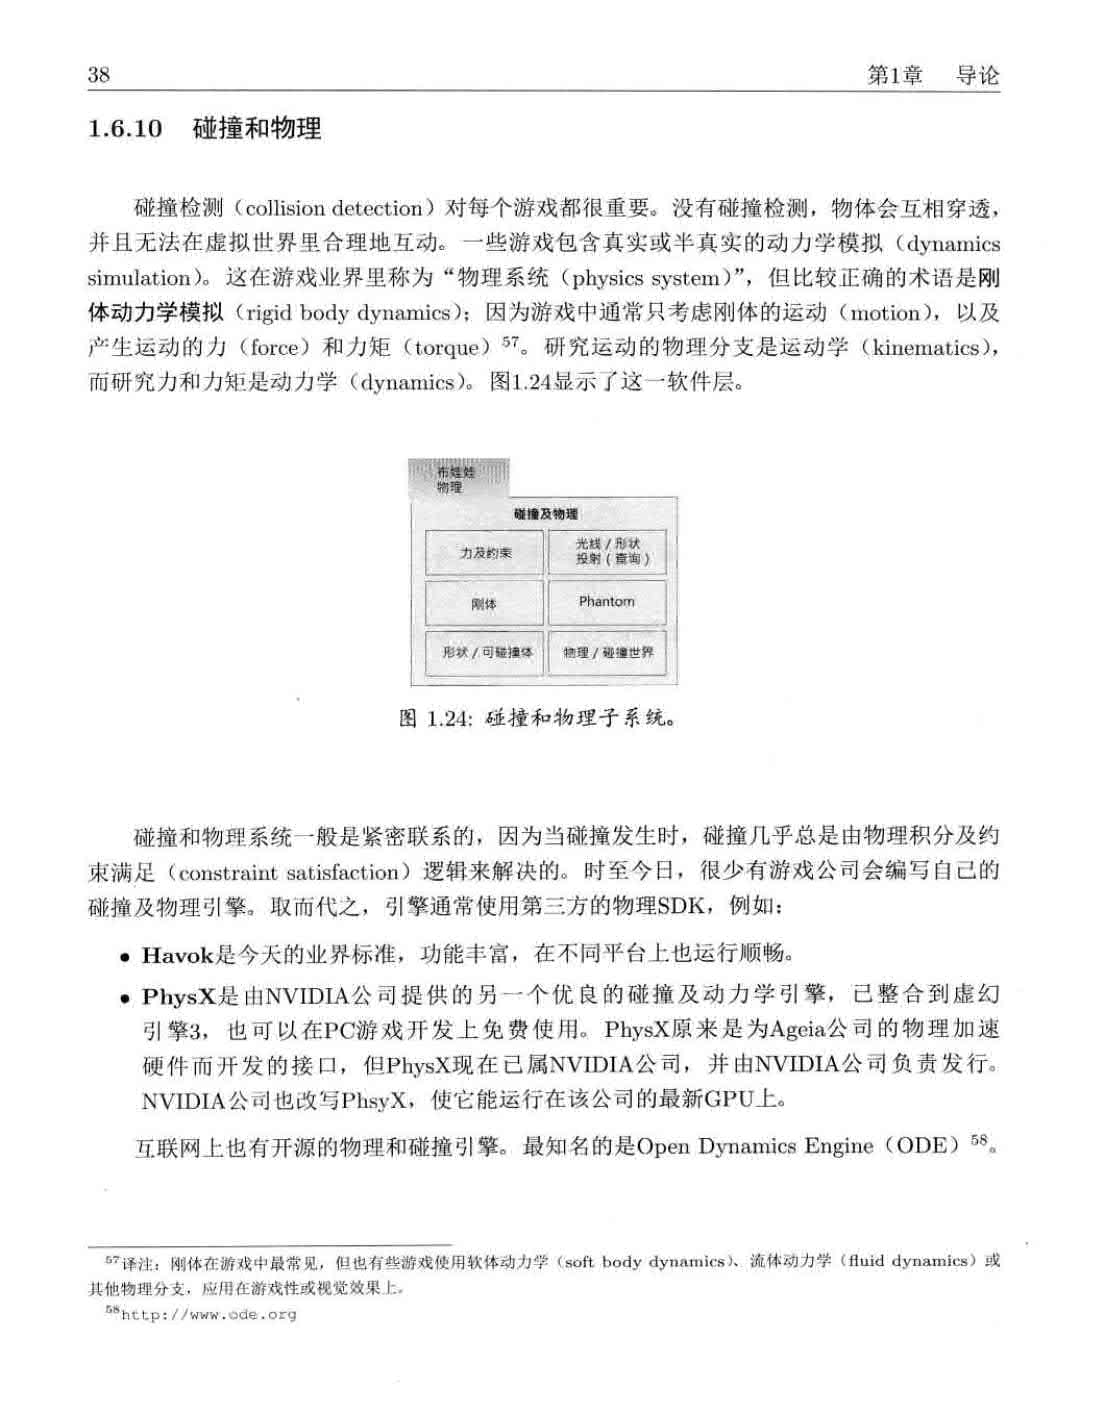 38
第1章 导论
1.6.10 碰撞和物理
碰撞检测（collision detection）对每个游戏都很重要。没有碰撞检测，物体会互相穿透，
并且无法在虚拟世界里合理地互动。一些游戏包含真实或半真实的动力学模拟（dynamics
simulation）。这在游戏业界里称为“物理系统（physics system）”，但比较正确的术语是刚
体动力学模拟（rigid body dynamics）；因为游戏中通常只考虑刚体的运动（motion），以及
产生运动的力（force）和力矩（torque）57。研究运动的物理分支是运动学（kinematics），
而研究力和力矩是动力学（dynamics）。图1.24显示了这一软件层。
布娃娃
物理
碰撞及物理
力及约束
光线 / 形状
投射 ( 查询 )
刚体
Phantom
形状 / 可碰撞体
物理 / 碰撞世界
图 1.24: 碰撞和物理子系统。
碰撞和物理系统一般是紧密联系的，因为当碰撞发生时，碰撞几乎总是由物理积分及约
束满足（constraint satisfaction）逻辑来解决的。时至今日，很少有游戏公司会编写自己的
碰撞及物理引擎。取而代之，引擎通常使用第三方的物理SDK，例如：
• Havok是今天的业界标准，功能丰富，在不同平台上也运行顺畅。
• PhysX是由NVIDIA公司提供的另一个优良的碰撞及动力学引擎，已整合到虚幻
引擎3，也可以在PC游戏开发上免费使用。PhysX原来是为Ageia公司的物理加速
硬件而开发的接口，但PhysX现在已属NVIDIA公司，并由NVIDIA公司负责发行。
NVIDIA公司也改写PhsyX，使它能运行在该公司的最新GPU上。
互联网上也有开源的物理和碰撞引擎。最知名的是Open Dynamics Engine（ODE）58。
57译注：刚体在游戏中最常见，但也有些游戏使用软体动力学（soft body dynamics）、流体动力学（fluid dynamics）或
其他物理分支，应用在游戏性或视觉效果上。
58http://www.ode.org